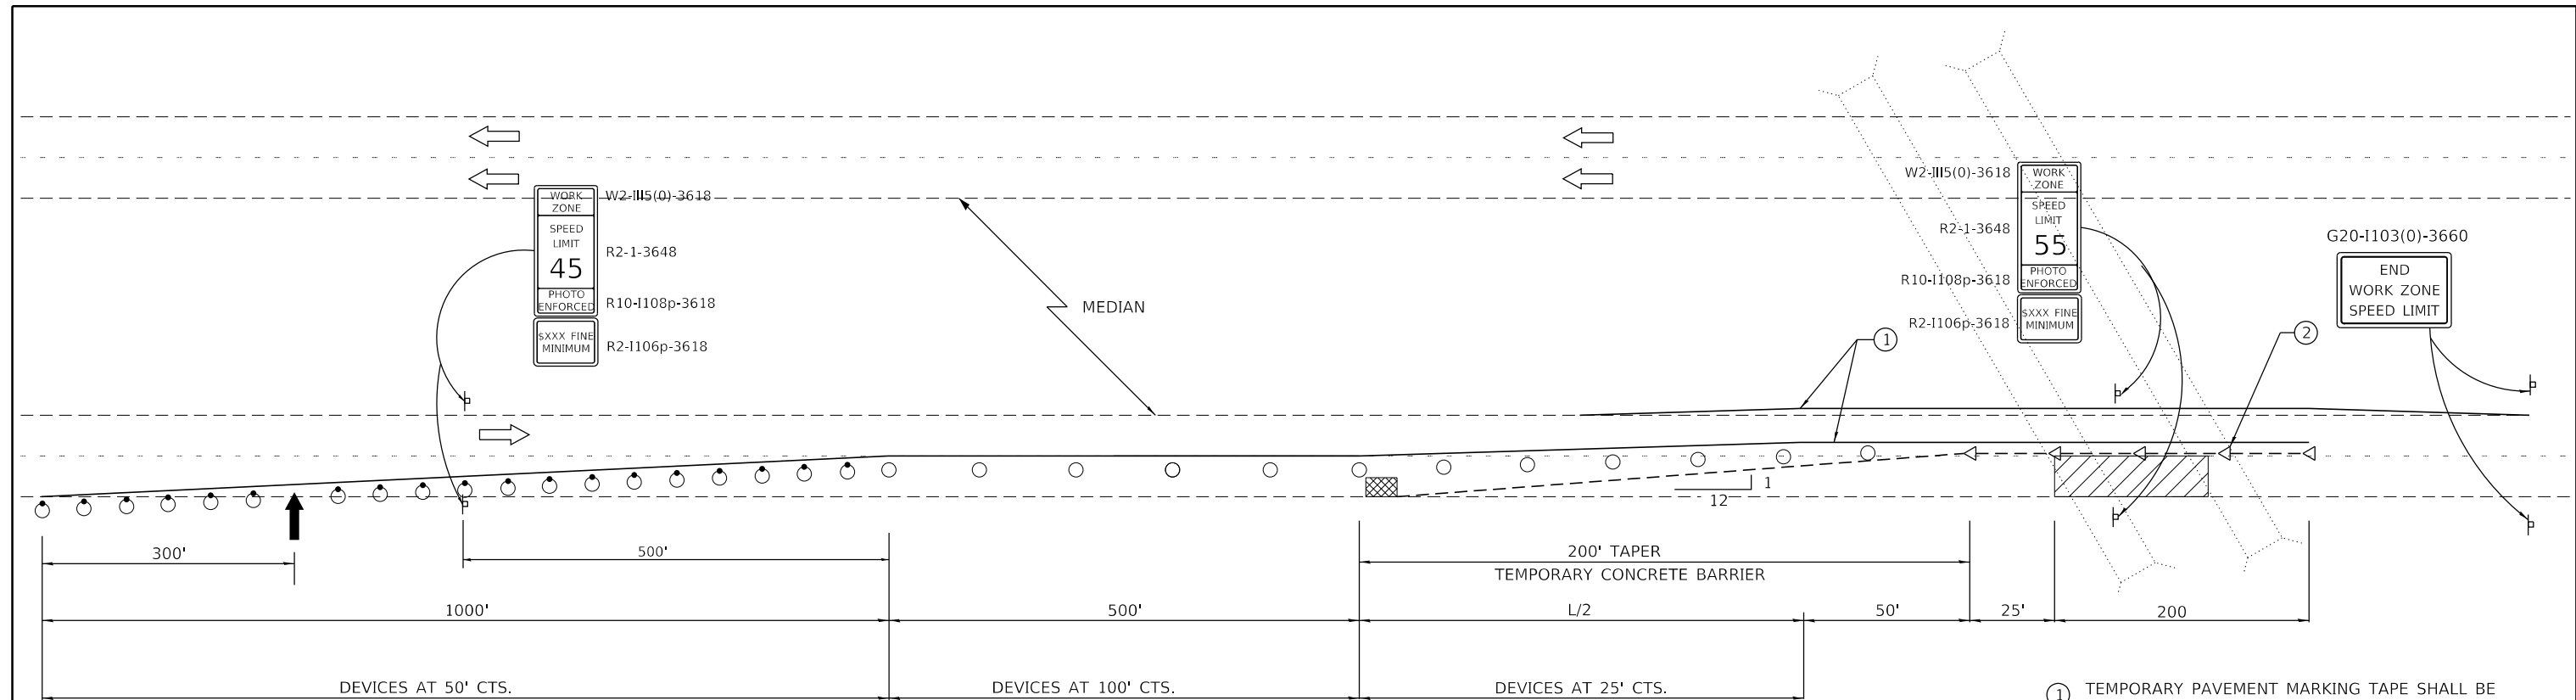 WORK
ZONE
SPEED
LIMIT
45
PHOTO
ENFORCED
$XXX FINE
MINIMUM
W2-III5(0)-3618
R2-1-3648
R10-I108p-3618
R2-I106p-3618
MEDIAN
1
W2-III5(0)-3618
R2-1-3648
R10-I108p-3618
R2-I106p-3618
WORK
ZONE
SPEED
LIMIT
55
PHOTO
ENFORCED
$XXX FINE
MINIMUM
2
G20-I103(0)-3660
END
WORK ZONE
SPEED LIMIT
1
12
300'
500'
200' TAPER
TEMPORARY CONCRETE BARRIER
1000'
500'
L/2
50'
25'
200
DEVICES AT 50' CTS.
DEVICES AT 100' CTS.
DEVICES AT 25' CTS.
1 TEMPORARY PAVEMENT MARKING TAPE SHALL BE